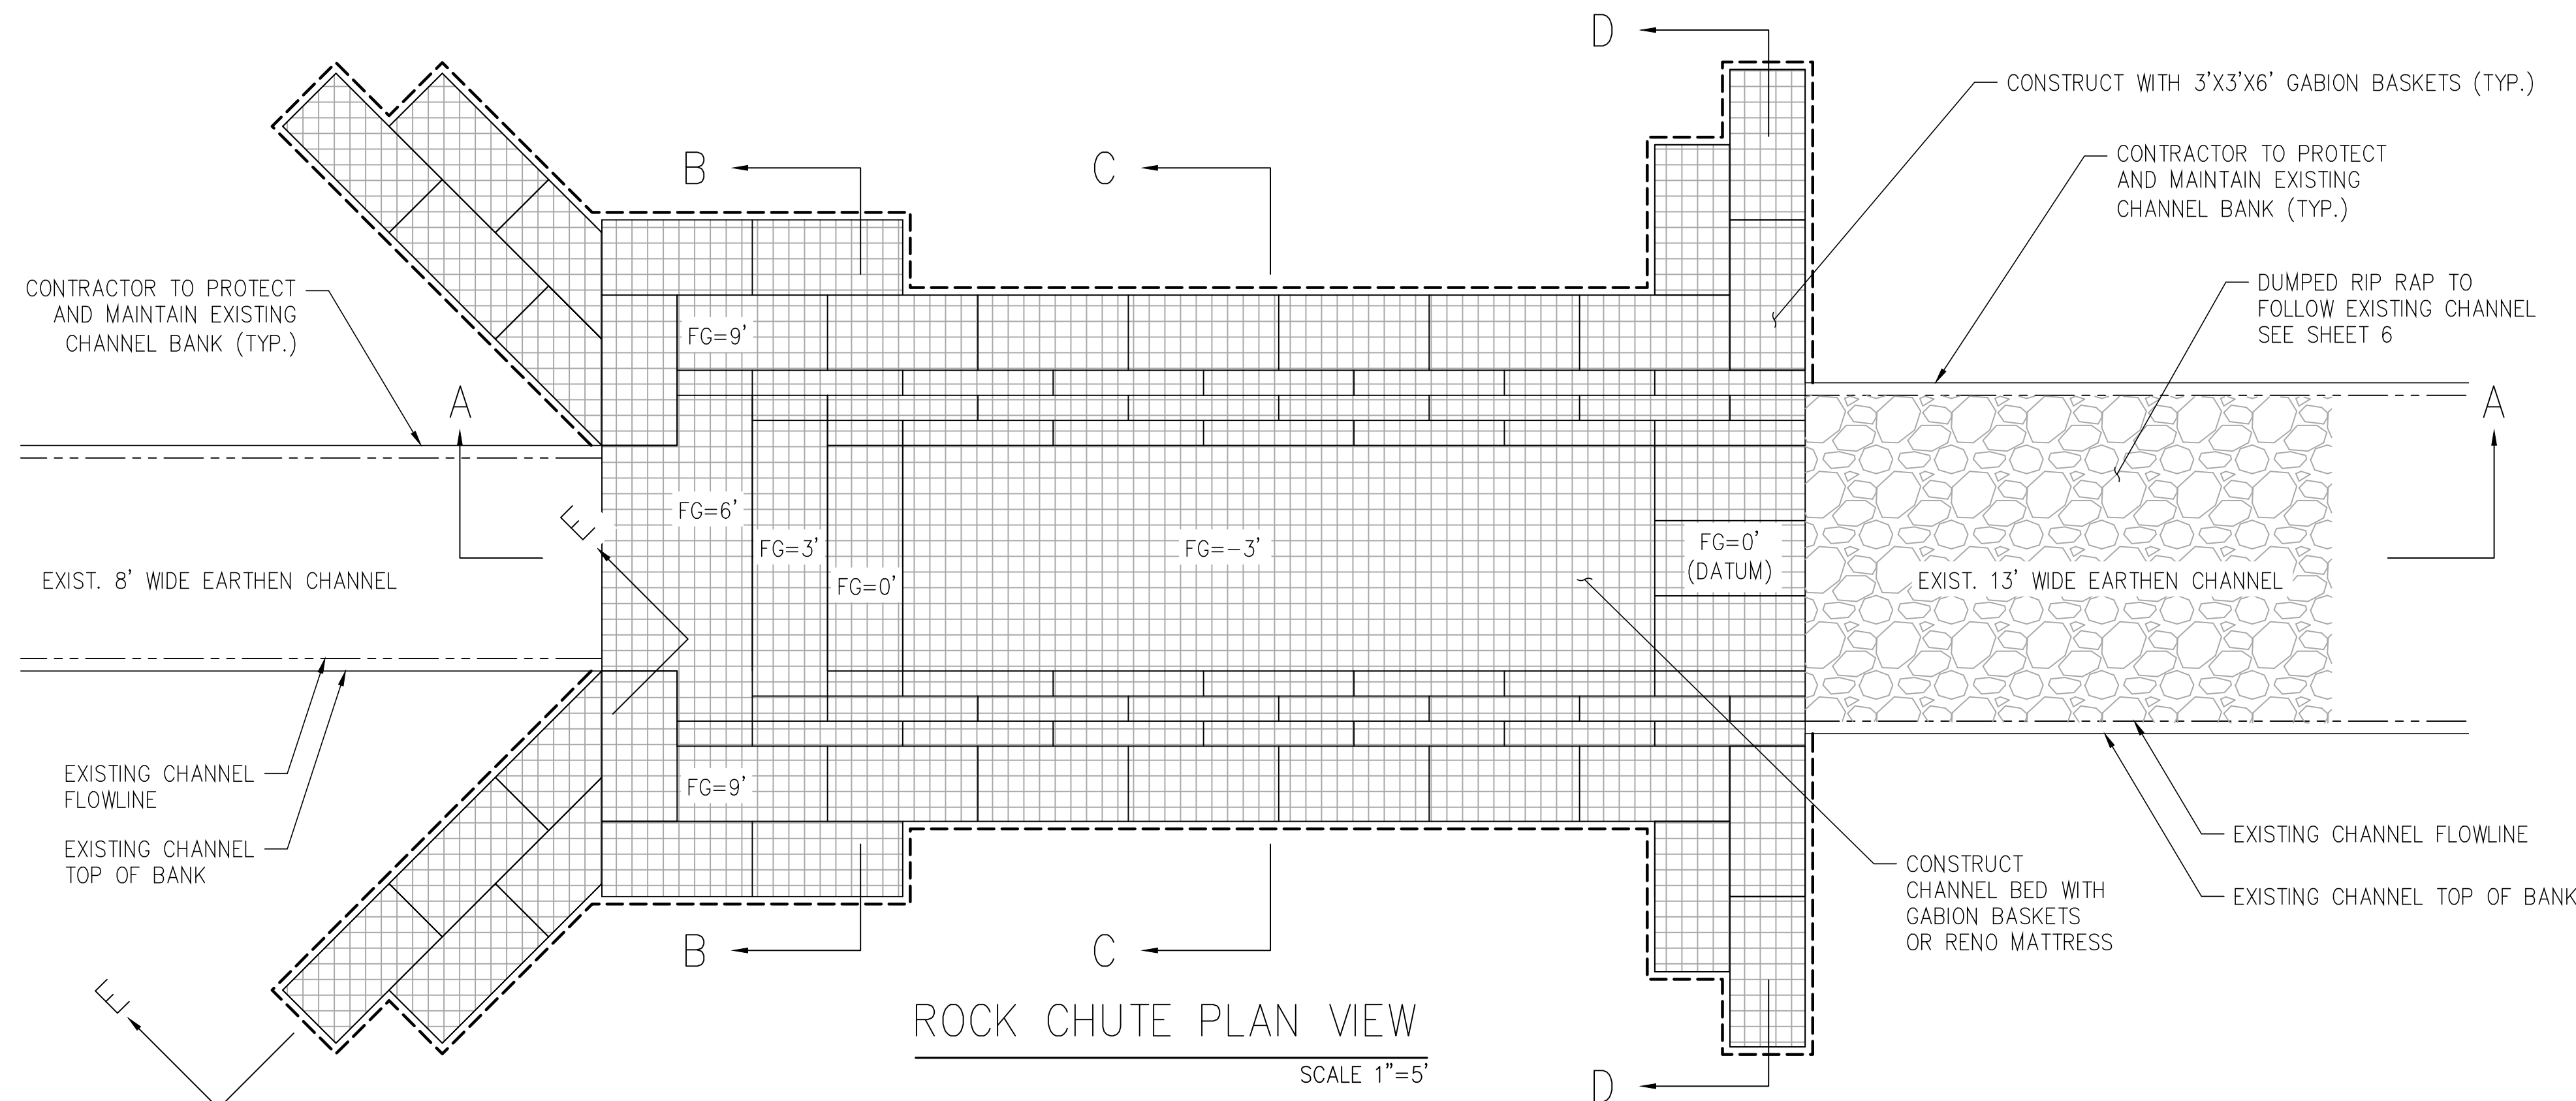 D
CONSTRUCT WITH 3'X3'X6' GABION BASKETS (TYP.)
B
C
CONTRACTOR TO PROTECT
AND MAINTAIN EXISTING
CHANNEL BANK (TYP.)
CONTRACTOR TO PROTECT
AND MAINTAIN EXISTING
CHANNEL BANK (TYP.)
DUMPED RIP RAP TO
FOLLOW EXISTING CHANNEL
SEE SHEET 6
FG=9'
A
A
FG=6'
E
FG=3'
FG=-3'
FG=0'
(DATUM)
FG=0'
EXIST. 8' WIDE EARTHEN CHANNEL
EXIST. 13' WIDE EARTHEN CHANNEL
EXISTING CHANNEL
FLOWLINE
FG=9'
EXISTING CHANNEL
TOP OF BANK
EXISTING CHANNEL FLOWLINE
CONSTRUCT
CHANNEL BED WITH
GABION BASKETS
OR RENO MATTRESS
EXISTING CHANNEL TOP OF BANK
B
C
E
ROCK CHUTE PLAN VIEW
SCALE 1"=5'
D